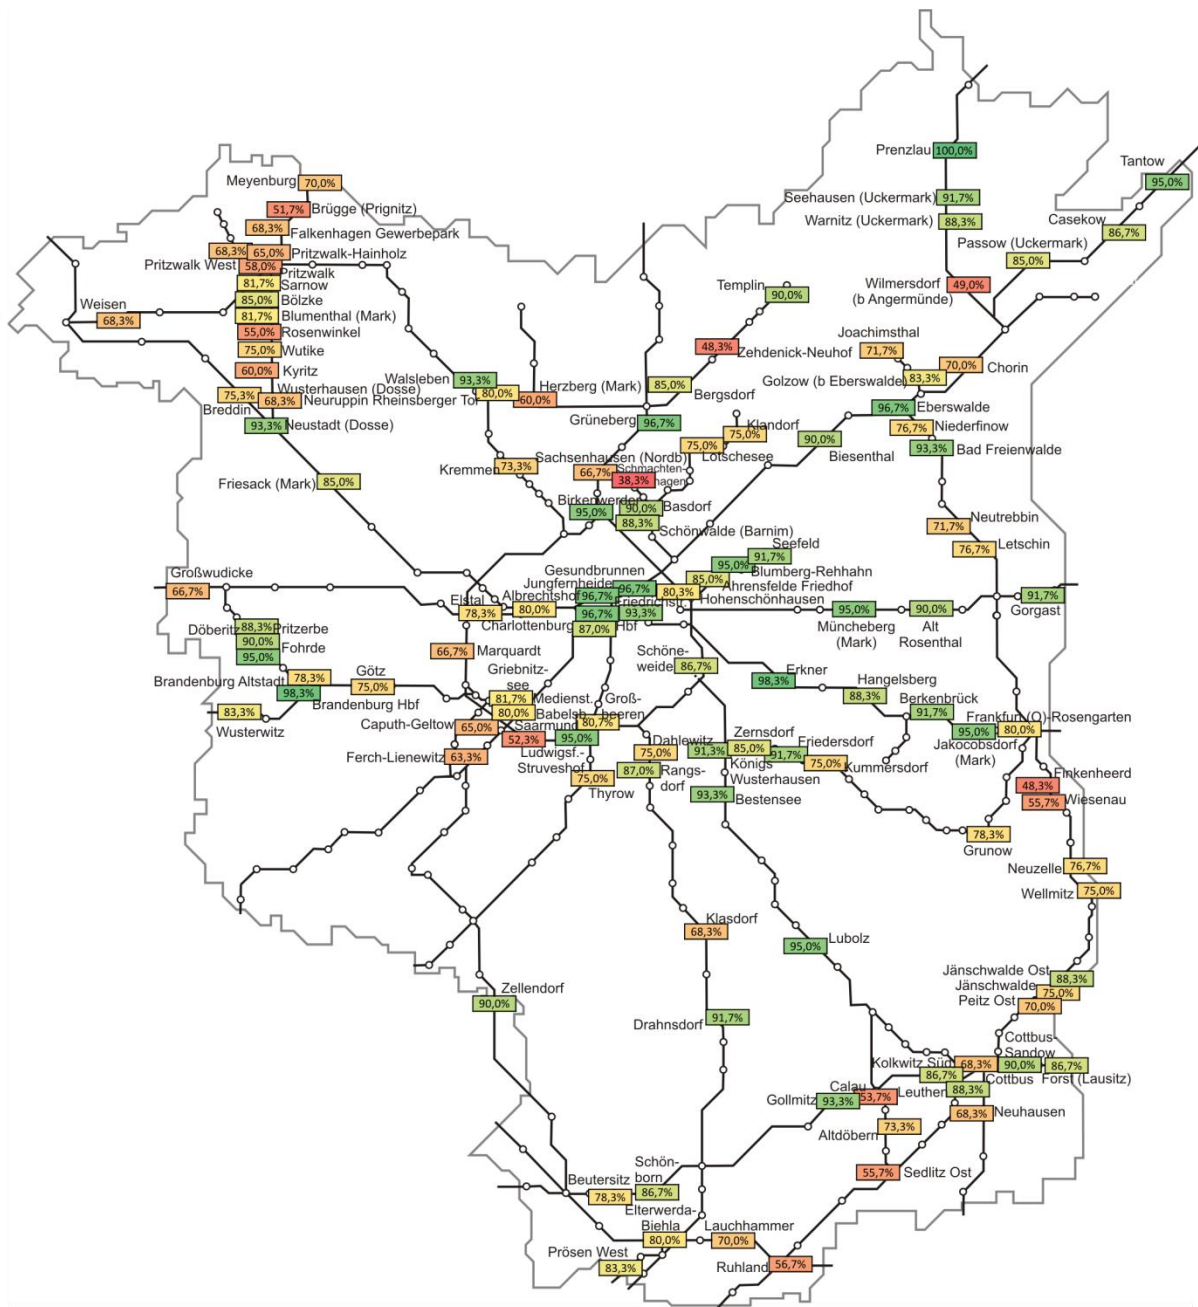 Prenzlau
100,0%
Tantow
95,0%
Meyenburg
70,0%
Seehausen (Uckermark)
91,7%
Brügge (Prignitz)
51,7%
Warnitz (Uckermark)
88,3%
Casekow
86,7%
68,3%
Falkenhagen Gewerbepark
Passow (Uckermark)
85,0%
68,3%
65,0%
Pritzwalk-Hainholz
Pritzwalk West
58,0%
Pritzwalk
81,7%
Sarnow
Wilmersdorf
(b Angermünde)
49,0%
Templin
90,0%
85,0%
Bölzke
Weisen
68,3%
81,7%
Blumenthal (Mark)
55,0%
Rosenwinkel
Joachimsthal
71,7%
75,0%
Wutike
48,3%
Zehdenick-Neuhof
60,0%
Kyritz
70,0%
Chorin
Walsleben
93,3%
80,0%
Herzberg (Mark)
60,0%
85,0%
Bergsdorf
Golzow (b Eberswalde)
83,3%
Wusterhausen (Dosse)
75,3%
Breddin
68,3%
Neuruppin Rheinsberger Tor
96,7%
Eberswalde
93,3%
Neustadt (Dosse)
Grüneberg
96,7%
Klandorf
75,0%
76,7%
Niederfinow
75,0%
Lotschesee
90,0%
Biesenthal
93,3%
Bad Freienwalde
Kremmen
73,3%
Sachsenhausen (Nordb)
66,7%
Schmachten-
hagen
38,3%
Friesack (Mark)
85,0%
Birkenwerder
95,0%
90,0%
Basdorf
88,3%
Schönwalde (Barnim)
71,7%
Neutrebbin
76,7%
Letschin
Seefeld
91,7%
95,0%
Blumberg-Rehhahn
85,0%
Ahrensfelde Friedhof
Großwudicke
66,7%
Gesundbrunnen
96,7%
Jungfernheide
96,7%
80,3%
Hohenschönhausen
Albrechtshof
80,0%
Elstal
78,3%
Friedrichstr.
93,3%
Charlottenburg
96,7%
Hbf
87,0%
95,0%
Müncheberg
(Mark)
90,0%
Alt
Rosenthal
91,7%
Gorgast
Döberitz
88,3%
Pritzerbe
90,0%
Fohrde
95,0%
66,7%
Marquardt
Schöne-
weide
86,7%
Brandenburg Altstadt
78,3%
98,3%
Brandenburg Hbf
Götz
75,0%
Griebnitz-
see
81,7%
Medienst.
80,0%
Babelsb.
Groß-
beeren
80,7%
Erkner
98,3%
Hangelsberg
88,3%
83,3%
Wusterwitz
Caputh-Geltow
65,0%
Saarmund
52,3%
95,0%
Ludwigsf.-
Struveshof
Berkenbrück
91,7%
95,0%
Jakocobsdorf
(Mark)
Frankfurt (O)-Rosengarten
80,0%
Ferch-Lienewitz
63,3%
Dahlewitz
75,0%
87,0%
Rangs-
dorf
91,3%
Königs
Wusterhausen
Zernsdorf
85,0%
91,7%
Friedersdorf
75,0%
Kummersdorf
75,0%
Thyrow
93,3%
Bestensee
Finkenheerd
48,3%
55,7%
Wiesenau
78,3%
Grunow
Neuzelle
76,7%
Wellmitz
75,0%
Klasdorf
68,3%
95,0%
Lubolz
Zellendorf
90,0%
Jänschwalde Ost
88,3%
Jänschwalde
75,0%
Peitz Ost
70,0%
Drahnsdorf
91,7%
Cottbus-
Sandow
90,0%
Kolkwitz Süd
86,7%
68,3%
Cottbus
86,7%
Forst (Lausitz)
Gollmitz
93,3%
Calau
53,7%
Leuthen
88,3%
68,3%
Neuhausen
Altdöbern
73,3%
55,7%
Sedlitz Ost
Beutersitz
78,3%
Schön-
born
86,7%
Elterwerda-
Biehla
80,0%
Lauchhammer
70,0%
Prösen West
83,3%
Ruhland
56,7%